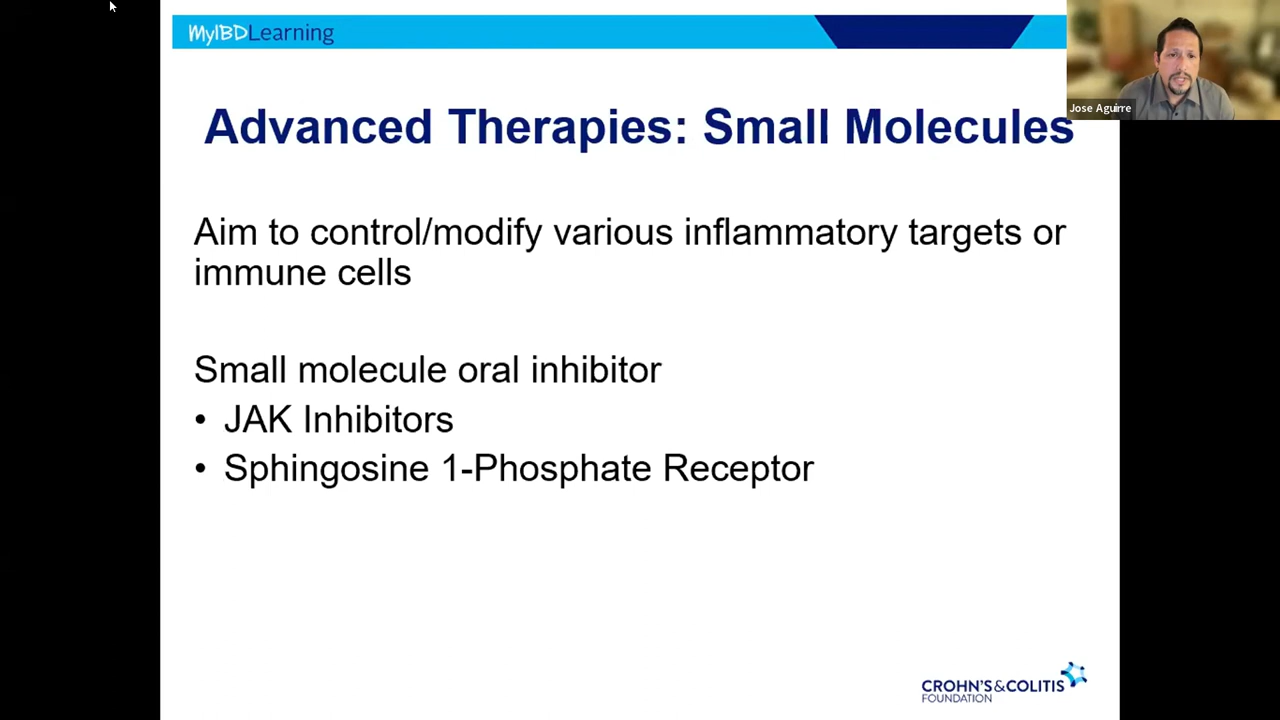 MyIBDLearning
Jose Aguirre
Advanced Therapies: Small Molecules
Aim to control/modify various inflammatory targets or
immune cells
Small molecule oral inhibitor
• JAK Inhibitors
• Sphingosine 1-Phosphate Receptor
CROHN'S & COLITIS
FOUNDATION